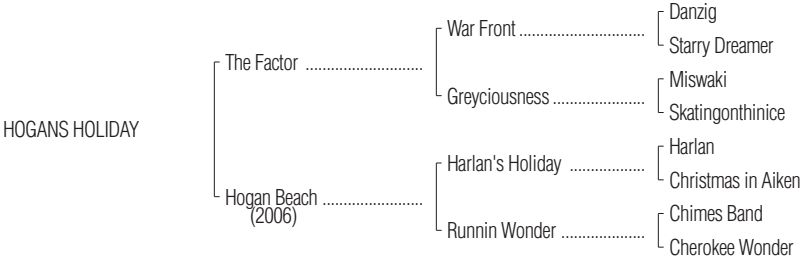 Danzig
War Front
Starry Dreamer
The Factor
Miswaki
Greyciousness
Skatingonthinice
HOGANS HOLIDAY
Harlan
Harlan's Holiday
Christmas in Aiken
Hogan Beach
(2006)
Chimes Band
Runnin Wonder
Cherokee Wonder